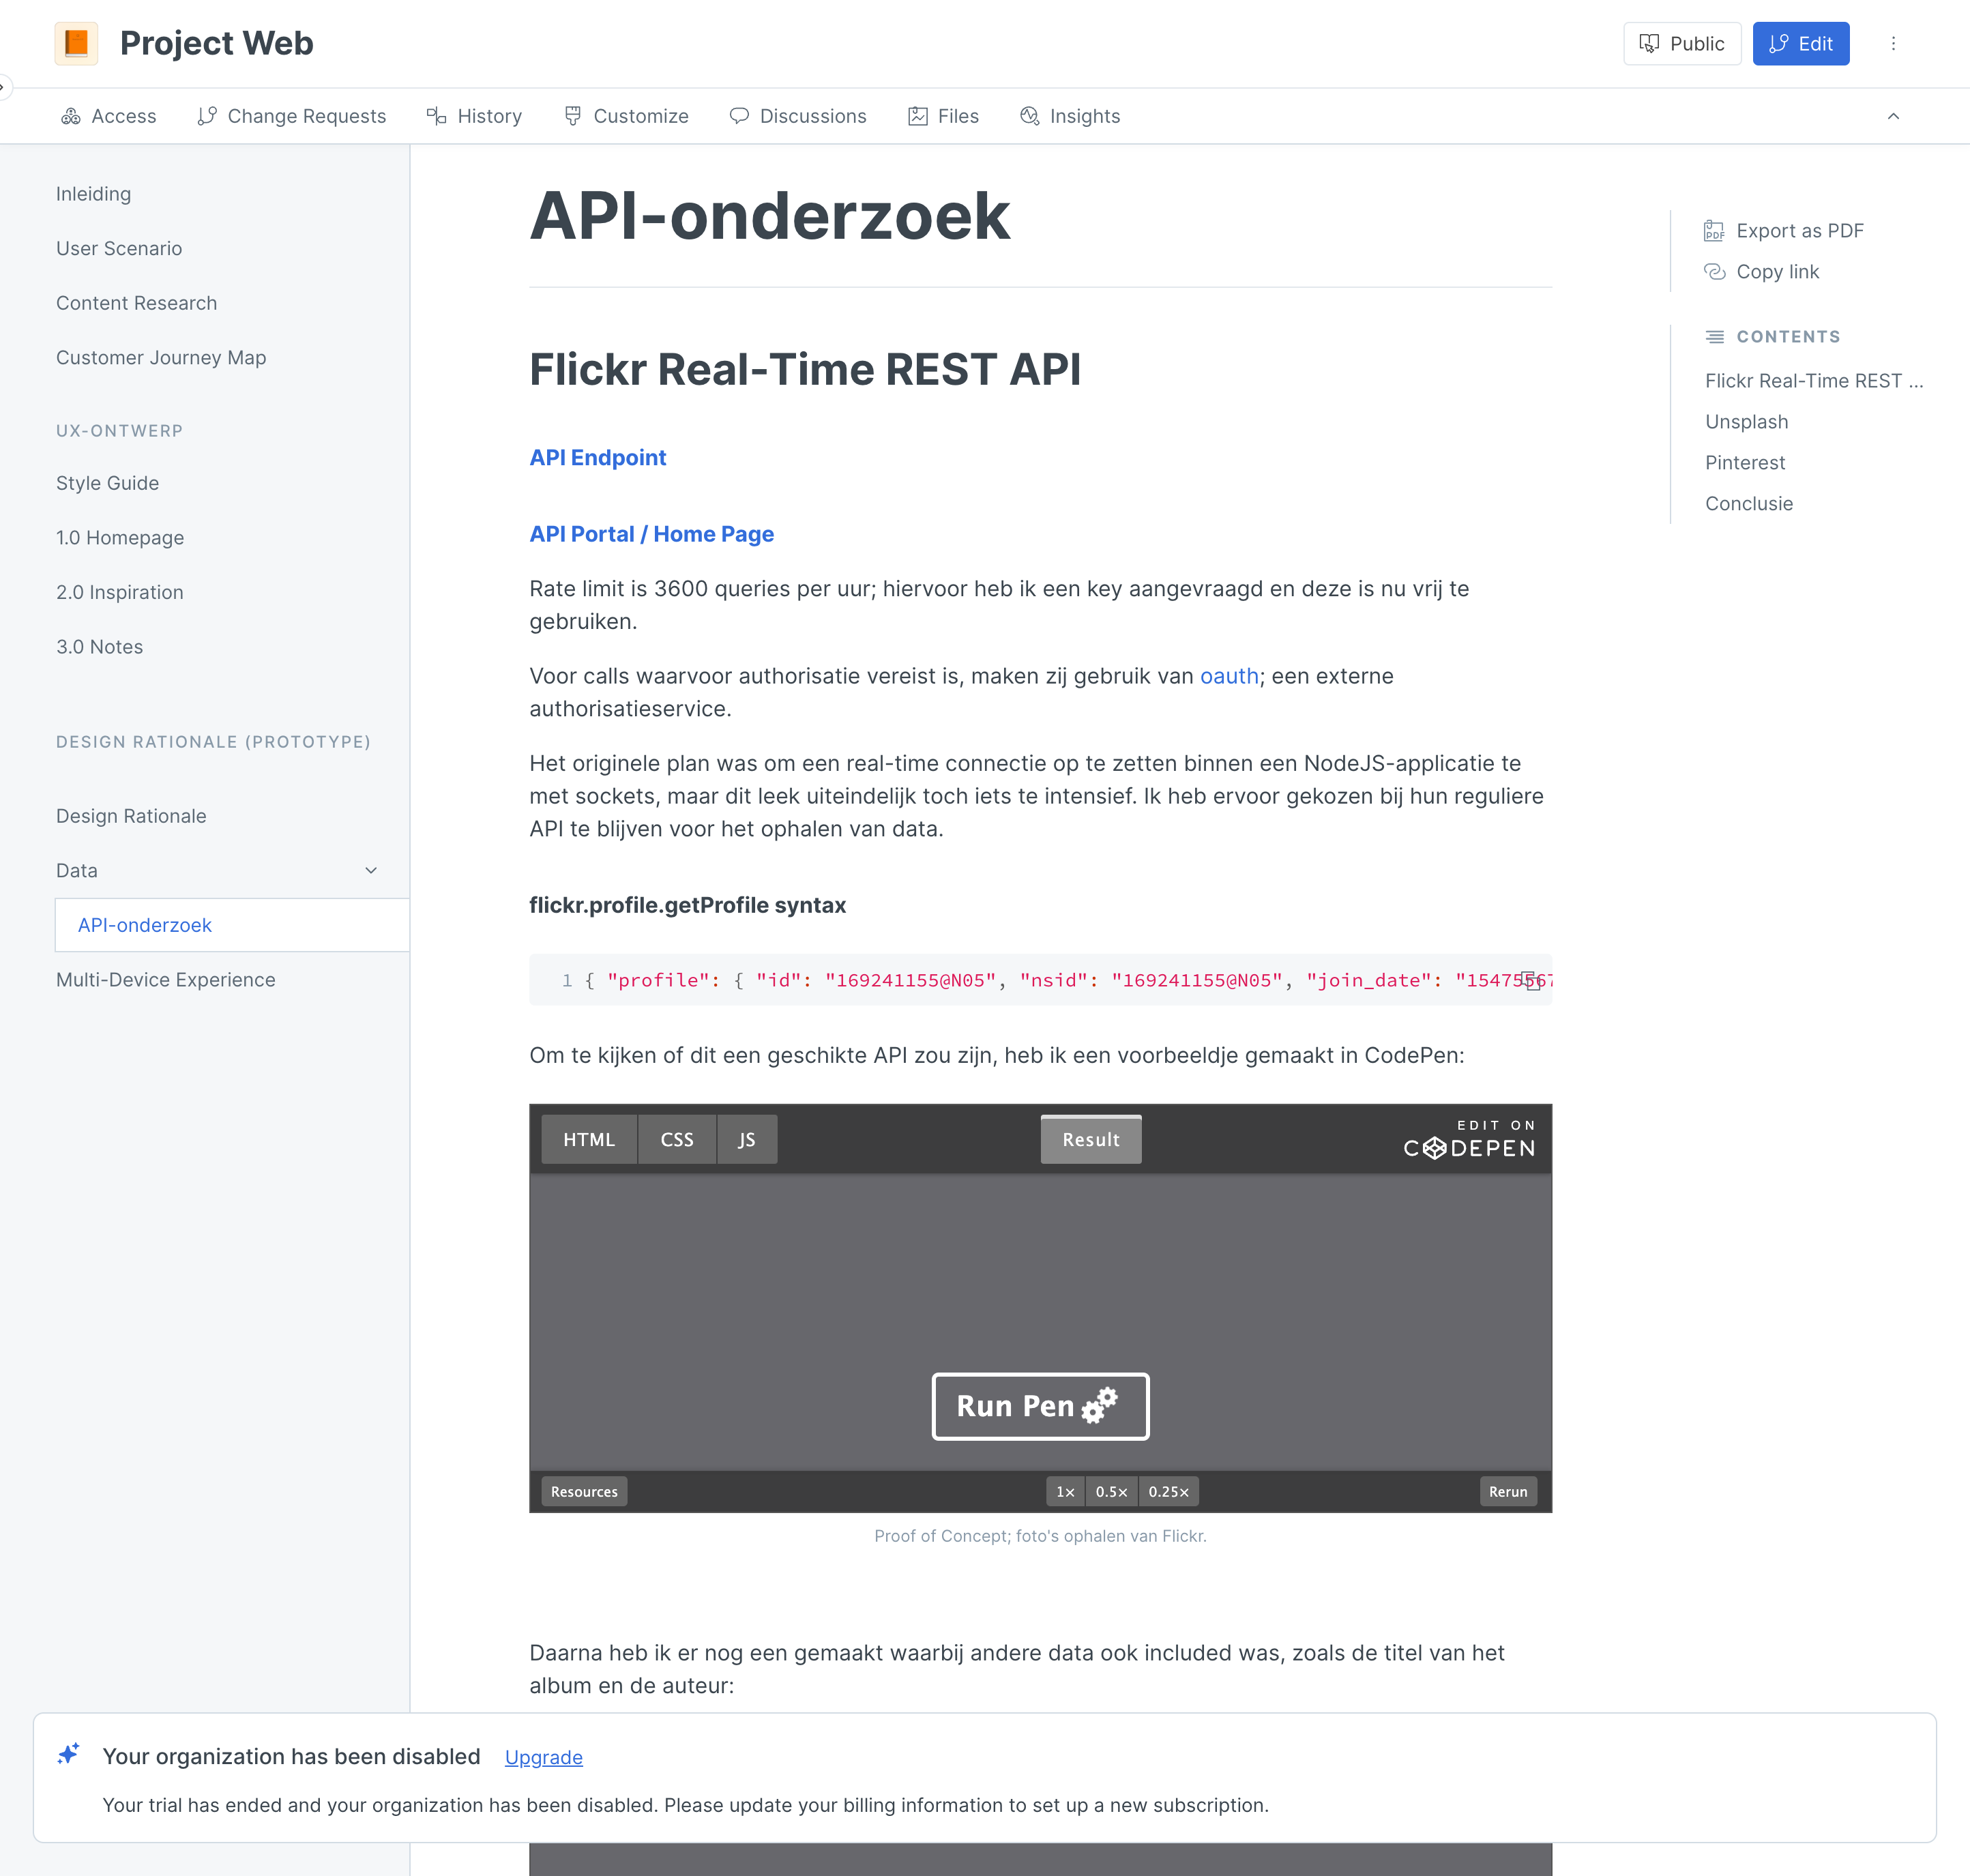 Project Web
Public
Edit
Access
Change Requests
History
Customize
Discussions
Files
Insights
Inleiding
User Scenario
Content Research
Customer Journey Map
UX-ONTWERP
Style Guide
1.0 Homepage
2.0 Inspiration
3.0 Notes
DESIGN RATIONALE (PROTOTYPE)
Design Rationale
Data
API-onderzoek
Multi-Device Experience
API-onderzoek
Flickr Real-Time REST API
API Endpoint
API Portal / Home Page
Rate limit is 3600 queries per uur; hiervoor heb ik een key aangevraagd en deze is nu vrij te
gebruiken.
Voor calls waarvoor authorisatie vereist is, maken zij gebruik van oauth; een externe
authorisatieservice.
Het originele plan was om een real-time connectie op te zetten binnen een NodeJS-applicatie te
met sockets, maar dit leek uiteindelijk toch iets te intensief. Ik heb ervoor gekozen bij hun reguliere
API te blijven voor het ophalen van data.
flickr.profile.getProfile syntax
1 { "profile": { "id": "169241155@N05", "nsid": "169241155@N05", "join_date":
Om te kijken of dit een geschikte API zou zijn, heb ik een voorbeeldje gemaakt in CodePen:
HTML
CSS
JS
Result
EDIT ON
CODEPEN
Run Pen
Resources
1×
0.5×
0.25×
Rerun
Proof of Concept; foto's ophalen van Flickr.
Daarna heb ik er nog een gemaakt waarbij andere data ook included was, zoals de titel van het
album en de auteur:
Export as PDF
Copy link
CONTENTS
Flickr Real-Time REST ...
Unsplash
Pinterest
Conclusie
Your organization has been disabled
Upgrade
Your trial has ended and your organization has been disabled. Please update your billing information to set up a new subscription.